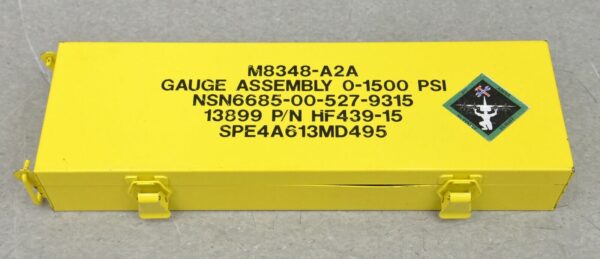 M8348-A2A
GAUGE ASSEMBLY 0-1500 PSI
NSN6685-00-527-9315
13899 P/N HF439-15
SPE4A613MD495